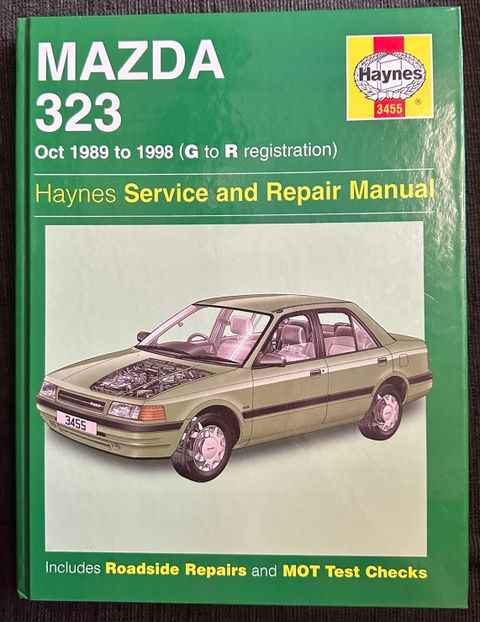 MAZDA
323
Haynes
3455
®
Oct 1989 to 1998 (G to R registration)
Haynes Service and Repair Manual
3455
Includes Roadside Repairs and MOT Test Checks